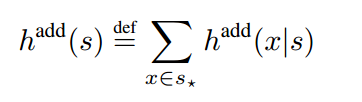 h^add(s) ≝ ∑_{x∈s⋆} h^add(x|s)